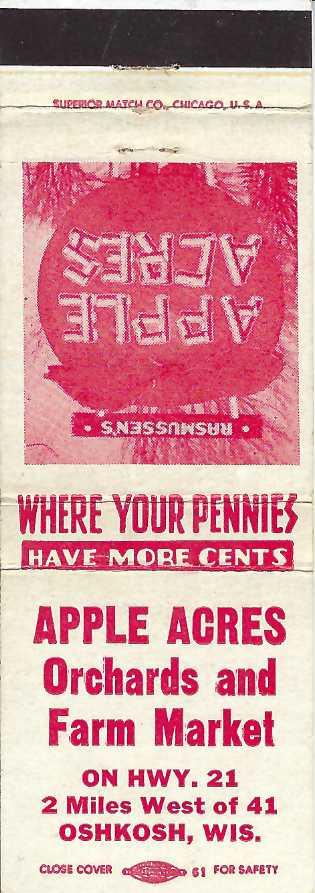 SUPERIOR MATCH CO., CHICAGO, U. S. A.
APPLE
ACRES
• RASMUSSEN'S •
WHERE YOUR PENNIES
HAVE MORE CENTS
APPLE ACRES
Orchards and
Farm Market
ON HWY. 21
2 Miles West of 41
OSHKOSH, WIS.
CLOSE COVER 61 FOR SAFETY